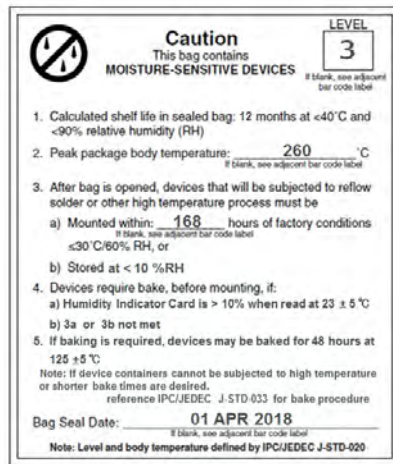 LEVEL
Caution
3
This bag contains
MOISTURE-SENSITIVE DEVICES
If blank, see adjacent
bar code label
1. Calculated shelf life in sealed bag: 12 months at <40°C and
<90% relative humidity (RH)
2. Peak package body temperature: 260 °C
If blank, see adjacent bar code label
3. After bag is opened, devices that will be subjected to reflow
solder or other high temperature process must be
a) Mounted within: 168 hours of factory conditions
If blank, see adjacent bar code label
≤30°C/60% RH, or
b) Stored at < 10 %RH
4. Devices require bake, before mounting, if:
a) Humidity Indicator Card is > 10% when read at 23 ± 5 °C
b) 3a or 3b not met
5. If baking is required, devices may be baked for 48 hours at
125 ±5 °C
Note: If device containers cannot be subjected to high temperature
or shorter bake times are desired.
reference IPC/JEDEC J-STD-033 for bake procedure
Bag Seal Date: 01 APR 2018
If blank, see adjacent bar code label
Note: Level and body temperature defined by IPC/JEDEC J-STD-020